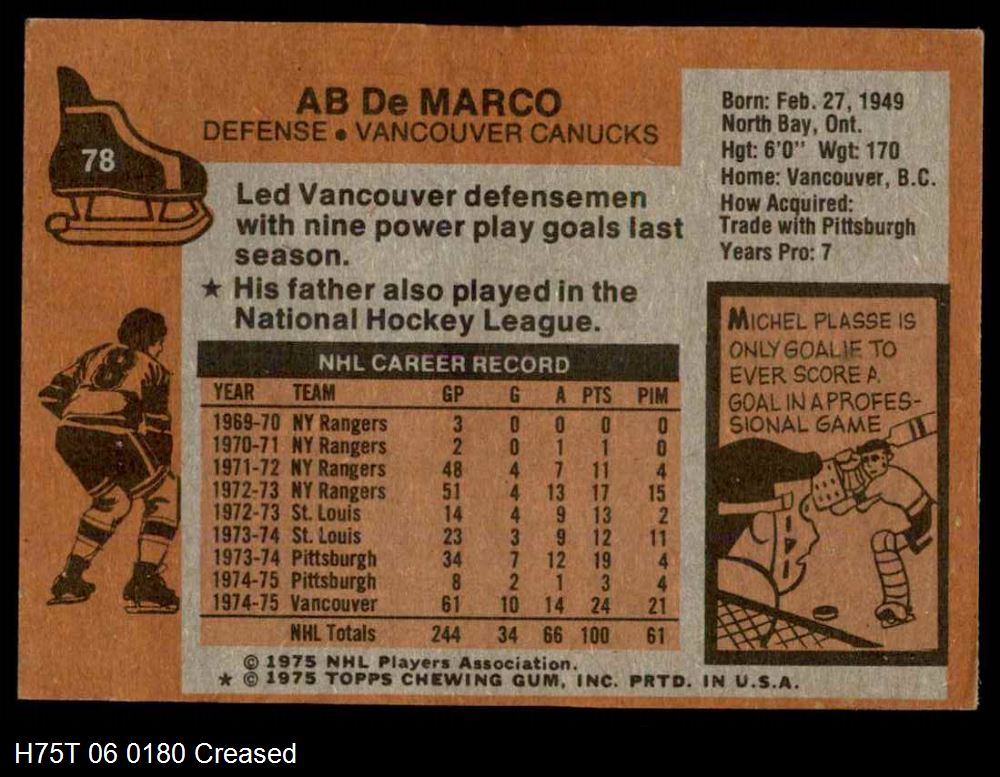 AB De MARCO
DEFENSE • VANCOUVER CANUCKS
78
Led Vancouver defensemen
with nine power play goals last
season.
★ His father also played in the
National Hockey League.
Born: Feb. 27, 1949
North Bay, Ont.
Hgt: 6'0" Wgt: 170
Home: Vancouver, B.C.
How Acquired:
Trade with Pittsburgh
Years Pro: 7
NHL CAREER RECORD
YEAR TEAM GP G A PTS PIM
1969-70 NY Rangers 3 0 0 0 0
1970-71 NY Rangers 2 0 1 1 0
1971-72 NY Rangers 48 4 7 11 4
1972-73 NY Rangers 51 4 13 17 15
1972-73 St. Louis 14 4 9 13 2
1973-74 St. Louis 23 3 9 12 11
1973-74 Pittsburgh 34 7 12 19 4
1974-75 Pittsburgh 8 2 1 3 4
1974-75 Vancouver 61 10 14 24 21
NHL Totals 244 34 66 100 61
MICHEL PLASSE IS
ONLY GOALIE TO
EVER SCORE A
GOAL IN A PROFES-
SIONAL GAME
8
© 1975 NHL Players Association.
★ © 1975 TOPPS CHEWING GUM, INC. PRTD. IN U.S.A.
H75T 06 0180 Creased